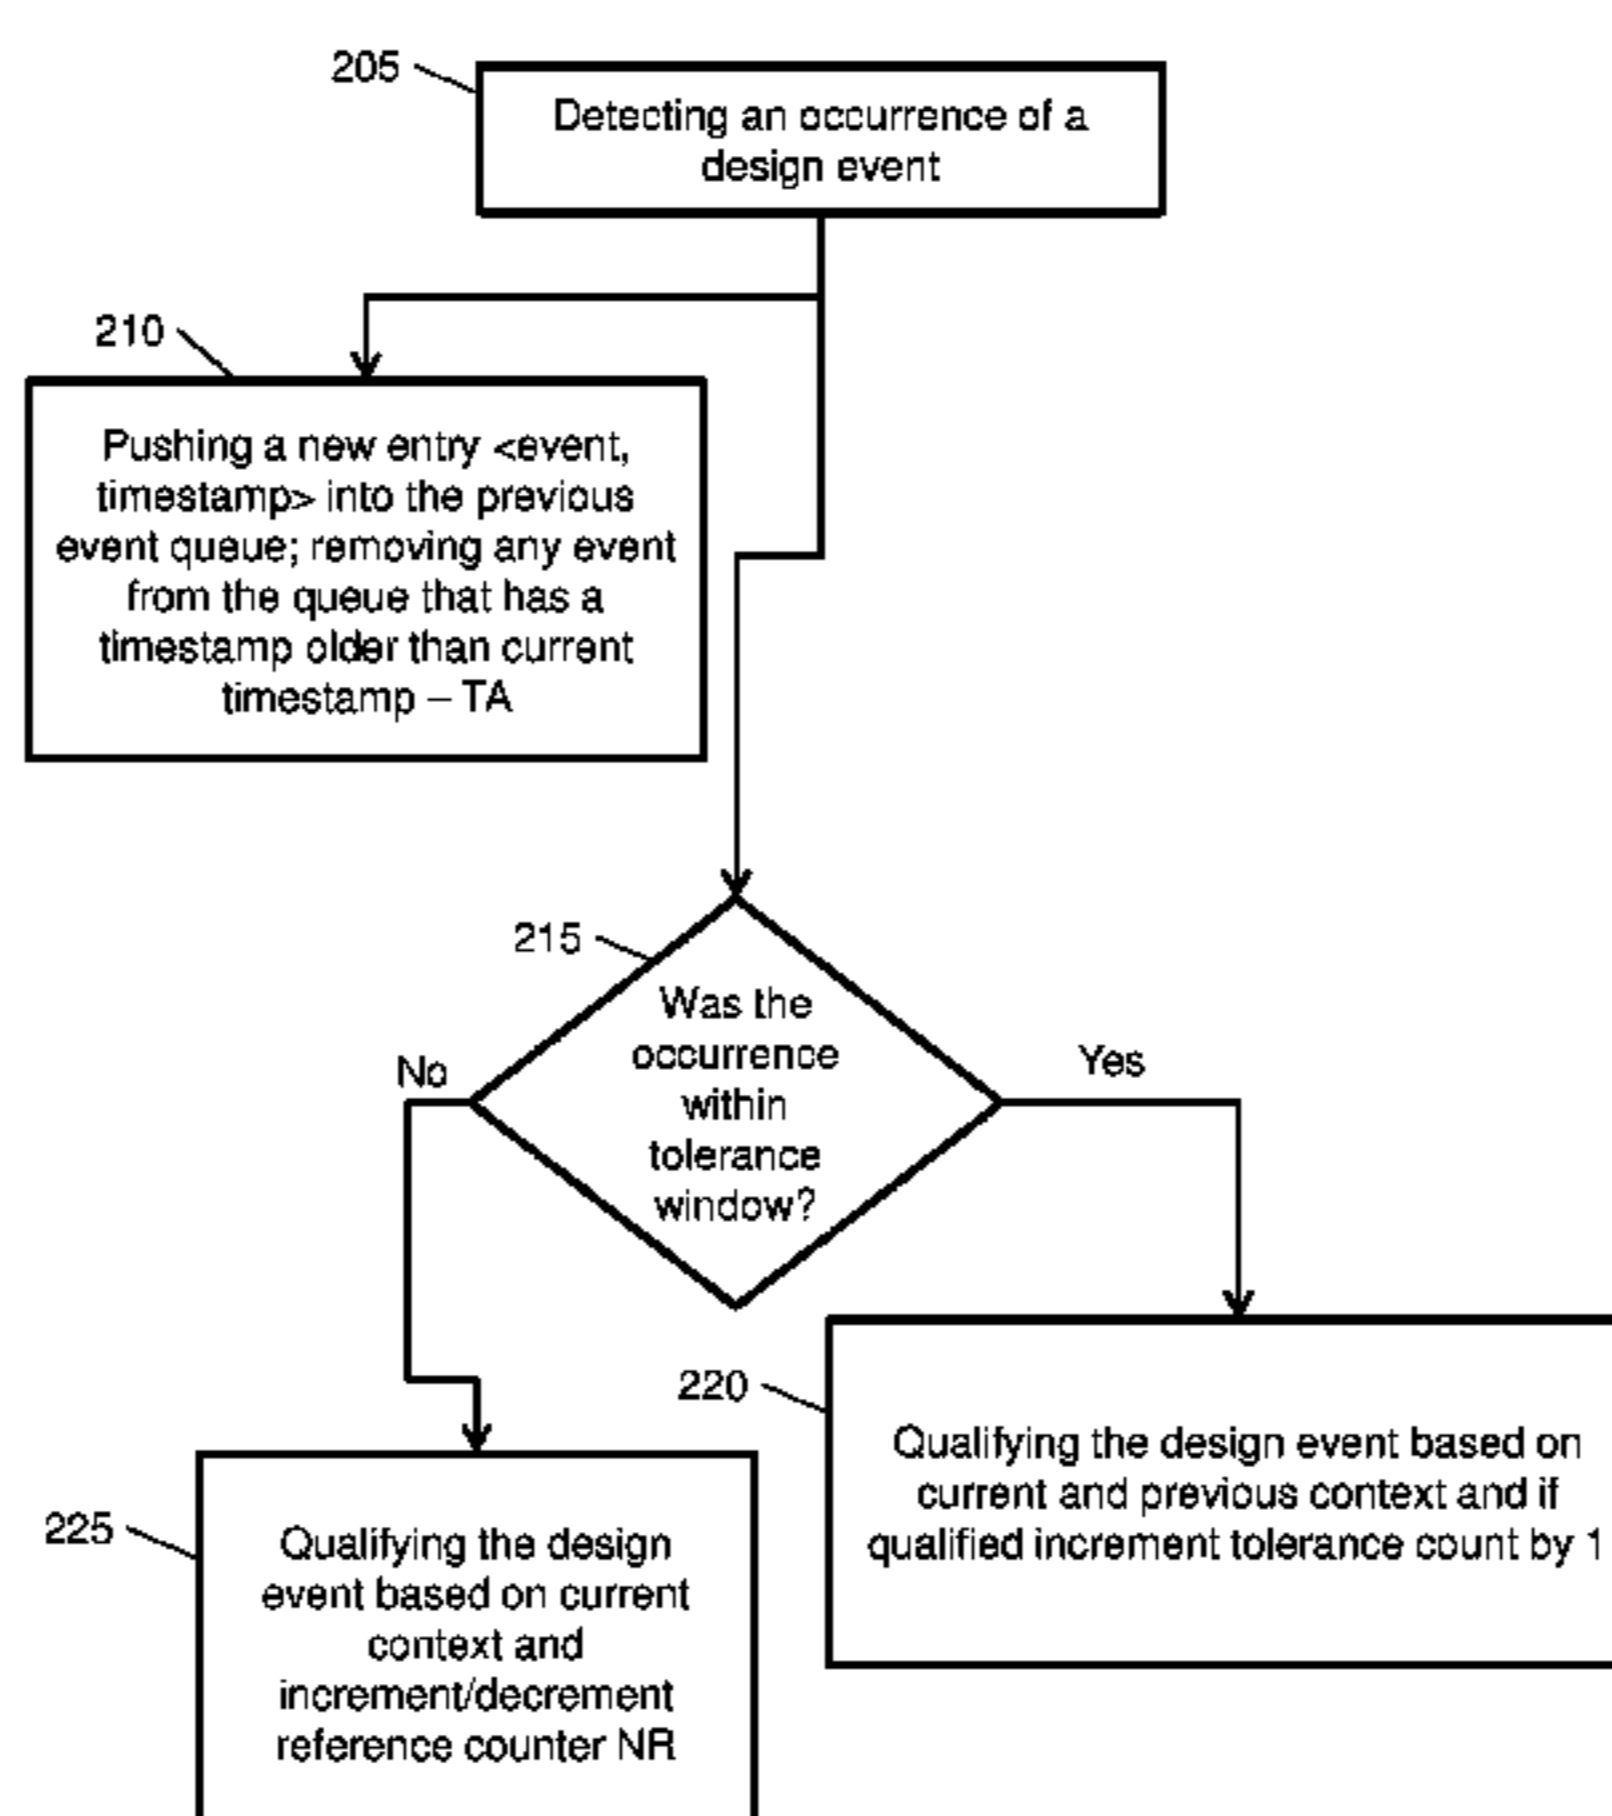 205
Detecting an occurrence of a
design event
210
Pushing a new entry <event,
timestamp> into the previous
event queue; removing any event
from the queue that has a
timestamp older than current
timestamp – TA
215
Was the
occurrence
within
tolerance
window?
No
Yes
220
Qualifying the design event based on
current and previous context and if
qualified increment tolerance count by 1
225
Qualifying the design
event based on current
context and
increment/decrement
reference counter NR